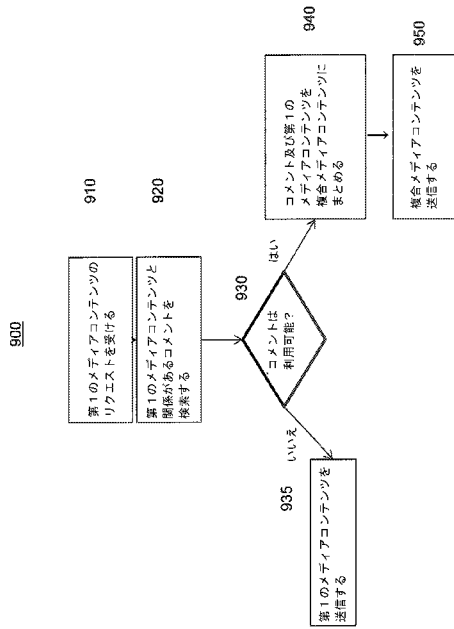 900
910
第1のメディアコンテンツの
リクエストを受ける
920
第1のメディアコンテンツと
関係があるコメントを
検索する
930
コメントは
利用可能?
いいえ
はい
935
第1のメディアコンテンツを
送信する
940
コメント及び第1の
メディアコンテンツを
複合メディアコンテンツに
まとめる
950
複合メディアコンテンツを
送信する